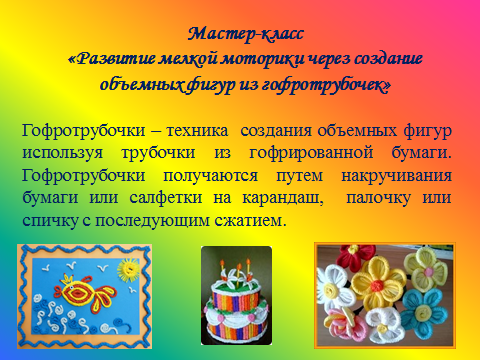 Мастер-класс
«Развитие мелкой моторики через создание
объемных фигур из гофротрубочек»
Гофротрубочки – техника создания объемных фигур
используя трубочки из гофрированной бумаги.
Гофротрубочки получаются путем накручивания
бумаги или салфетки на карандаш, палочку или
спичку с последующим сжатием.